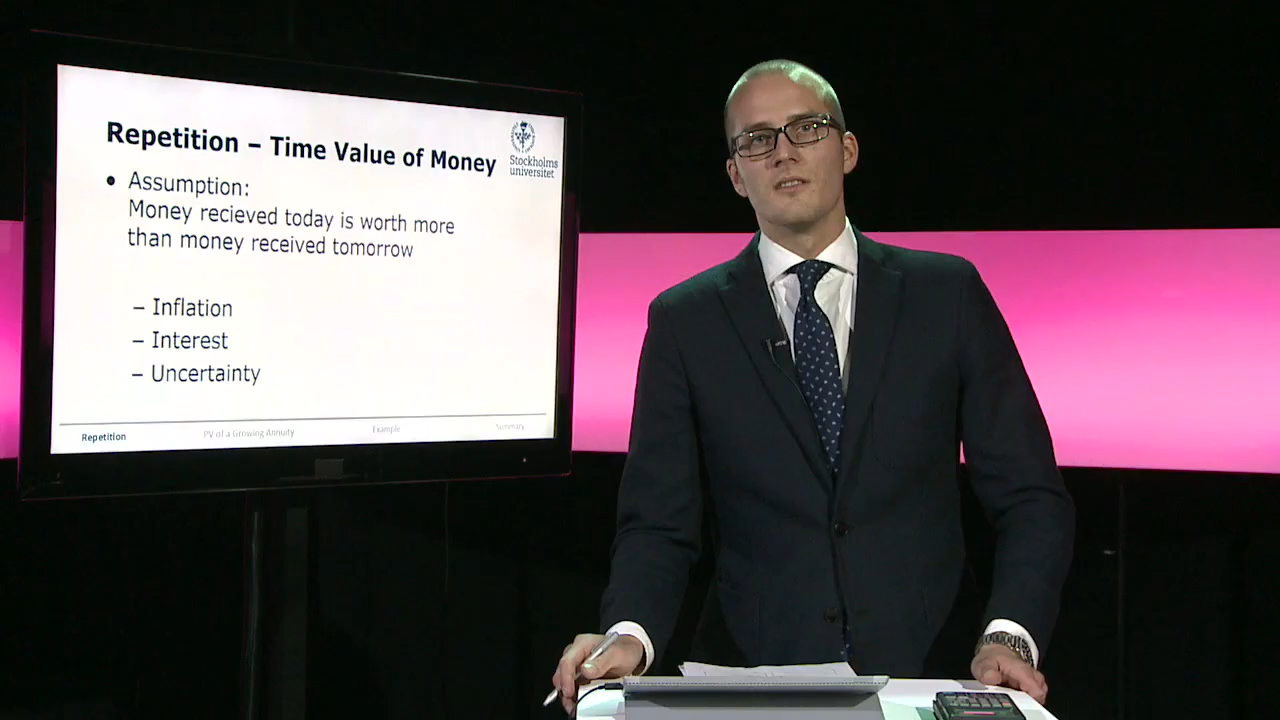 Repetition – Time Value of Money
Stockholms
universitet
• Assumption:
Money recieved today is worth more
than money received tomorrow
– Inflation
– Interest
– Uncertainty
Repetition PV of a Growing Annuity Example Summary